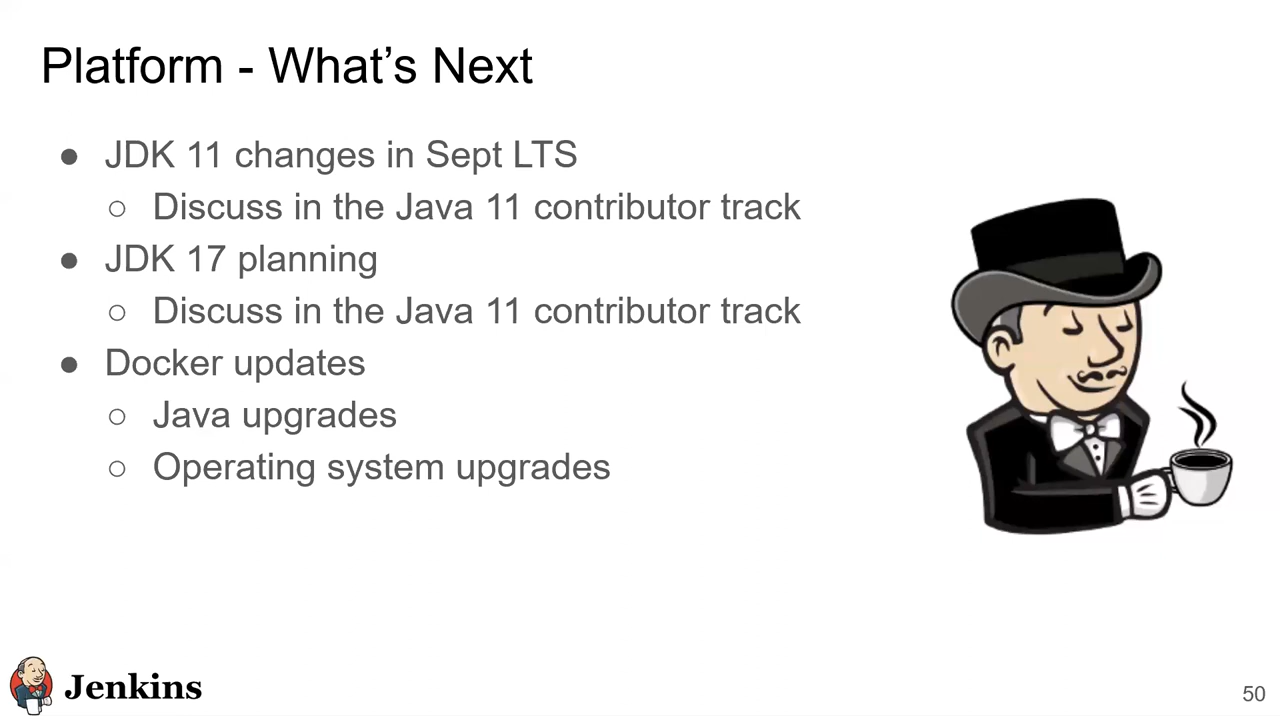 Platform - What’s Next
● JDK 11 changes in Sept LTS
○ Discuss in the Java 11 contributor track
● JDK 17 planning
○ Discuss in the Java 11 contributor track
● Docker updates
○ Java upgrades
○ Operating system upgrades
Jenkins
50